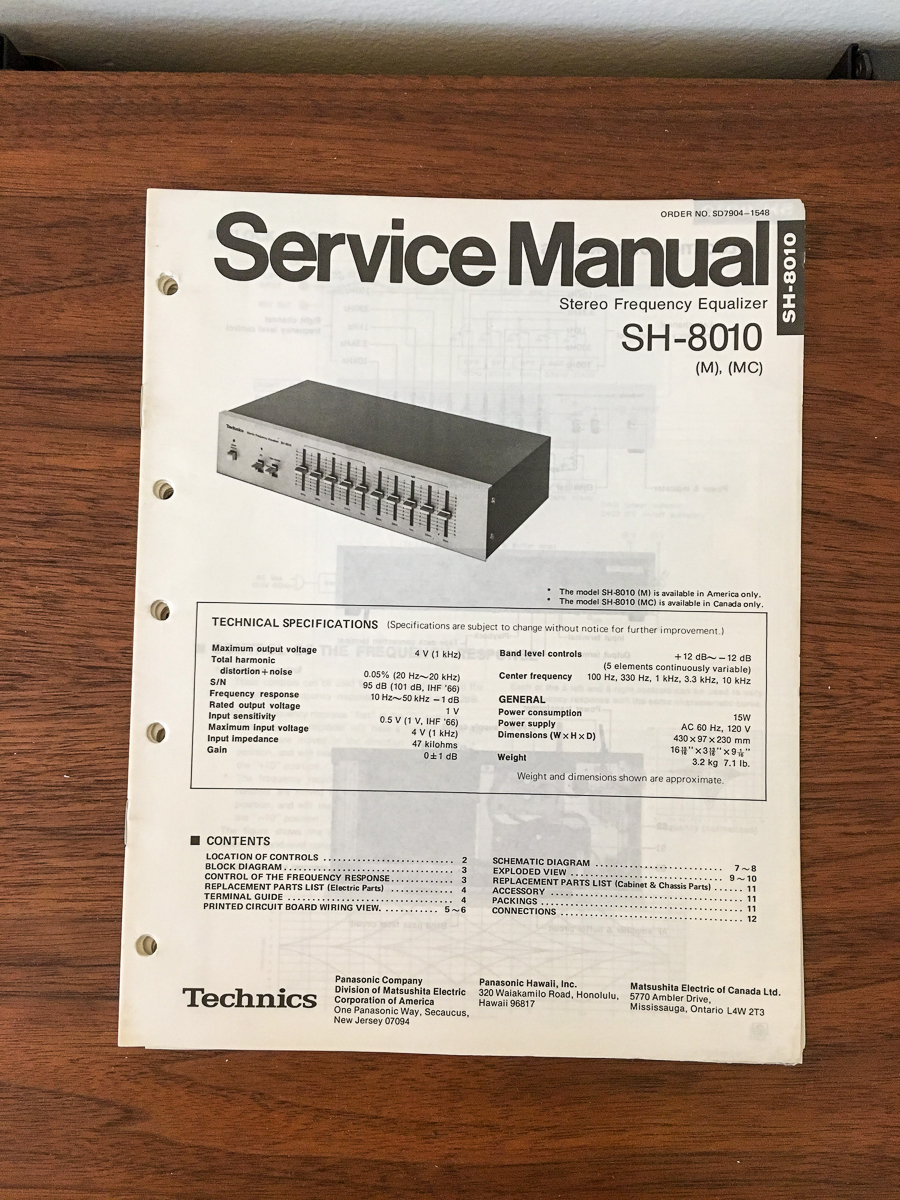 ORDER NO. SD7904-1548
Service Manual
SH-8010
Stereo Frequency Equalizer
SH-8010
(M), (MC)
Technics Stereo Frequency Equalizer SH-8010
* The model SH-8010 (M) is available in America only.
* The model SH-8010 (MC) is available in Canada only.
TECHNICAL SPECIFICATIONS (Specifications are subject to change without notice for further improvement.)
Maximum output voltage 4 V (1 kHz)
Total harmonic
distortion+noise 0.05% (20 Hz~20 kHz)
S/N 95 dB (101 dB, IHF '66)
Frequency response 10 Hz~50 kHz −1 dB
Rated output voltage 1 V
Input sensitivity 0.5 V (1 V, IHF '66)
Maximum input voltage 4 V (1 kHz)
Input impedance 47 kilohms
Gain 0±1 dB
Band level controls +12 dB~−12 dB
(5 elements continuously variable)
Center frequency 100 Hz, 330 Hz, 1 kHz, 3.3 kHz, 10 kHz
GENERAL
Power consumption 15W
Power supply AC 60 Hz, 120 V
Dimensions (W×H×D) 430×97×230 mm
Weight 3.2 kg 7.1 lb.
Weight and dimensions shown are approximate.
■ CONTENTS
LOCATION OF CONTROLS 2
BLOCK DIAGRAM 3
CONTROL OF THE FREQUENCY RESPONSE 3
REPLACEMENT PARTS LIST (Electric Parts) 4
TERMINAL GUIDE 4
PRINTED CIRCUIT BOARD WIRING VIEW. 5~6
SCHEMATIC DIAGRAM 7~8
EXPLODED VIEW 9~10
REPLACEMENT PARTS LIST (Cabinet & Chassis Parts) 11
ACCESSORY 11
PACKINGS 11
CONNECTIONS 12
Technics
Panasonic Company
Division of Matsushita Electric
Corporation of America
One Panasonic Way, Secaucus,
New Jersey 07094
Panasonic Hawaii, Inc.
320 Waiakamilo Road, Honolulu,
Hawaii 96817
Matsushita Electric of Canada Ltd.
5770 Ambler Drive,
Mississauga, Ontario L4W 2T3